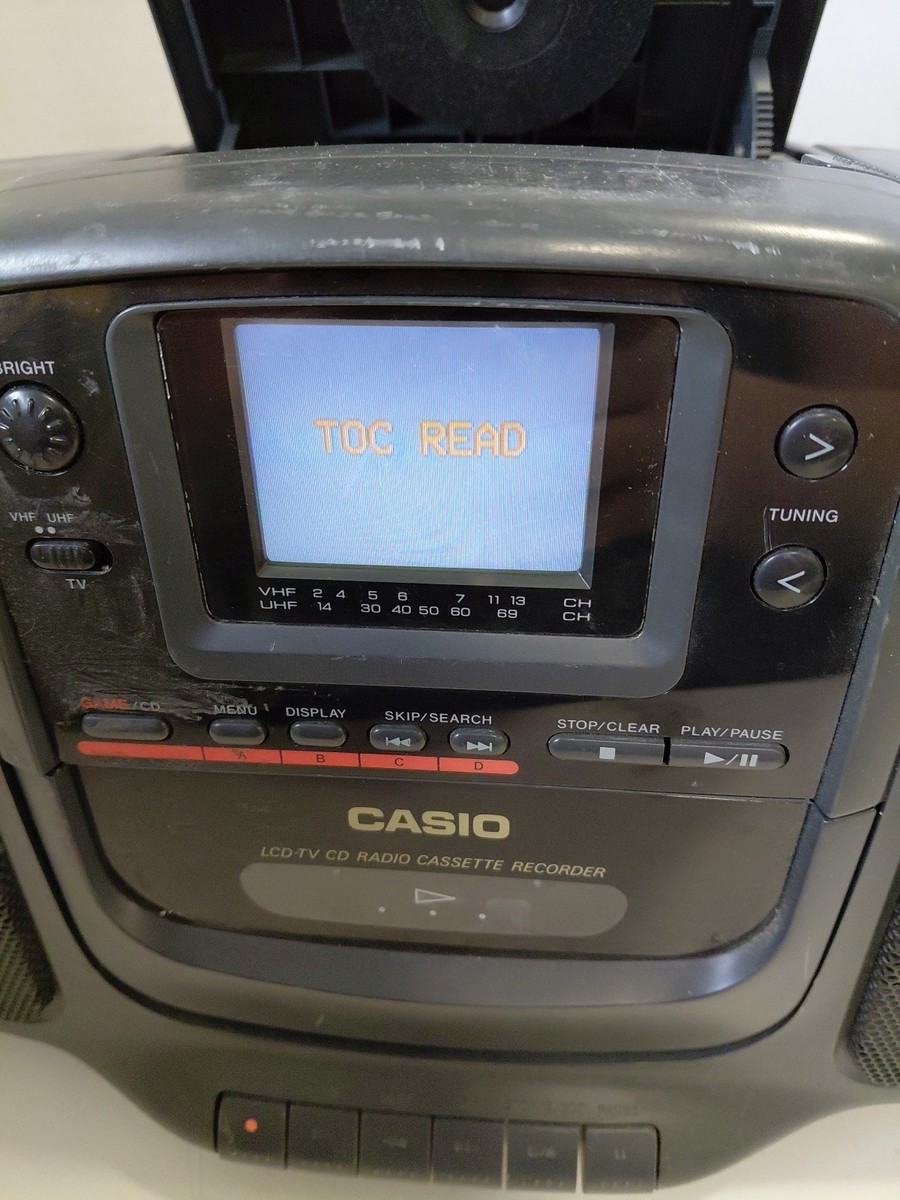 BRIGHT
TOC READ
VHF UHF
TV
TUNING
VHF 2 4 5 6 7 11 13 CH
UHF 14 30 40 50 60 69 CH
GAME/CD MENU DISPLAY SKIP/SEARCH STOP/CLEAR PLAY/PAUSE
A B C D
CASIO
LCD-TV CD RADIO CASSETTE RECORDER